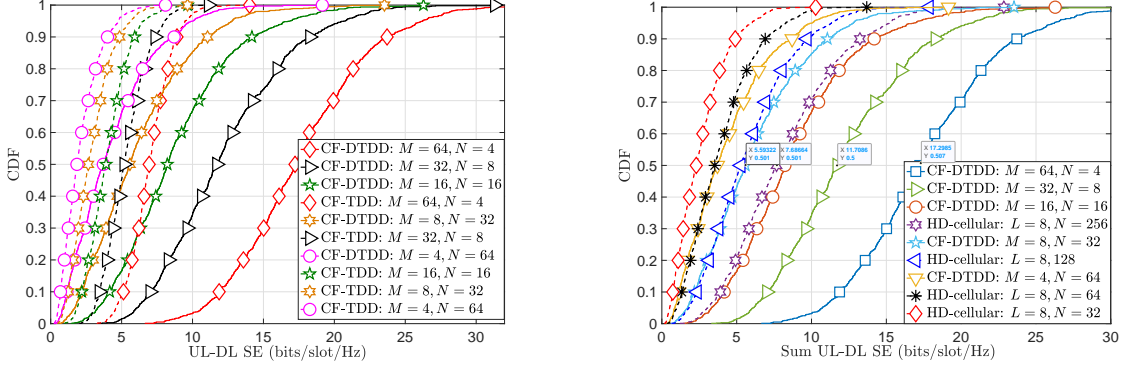 1
0.9
0.8
0.7
0.6
0.5
0.4
0.3
0.2
0.1
0
CDF
0 5 10 15 20 25 30
UL-DL SE (bits/slot/Hz)
CF-DTDD: M = 64, N = 4
CF-DTDD: M = 32, N = 8
CF-DTDD: M = 16, N = 16
CF-TDD: M = 64, N = 4
CF-DTDD: M = 8, N = 32
CF-TDD: M = 32, N = 8
CF-DTDD: M = 4, N = 64
CF-TDD: M = 16, N = 16
CF-TDD: M = 8, N = 32
CF-TDD: M = 4, N = 64
1
0.9
0.8
0.7
0.6
0.5
0.4
0.3
0.2
0.1
0
CDF
0 5 10 15 20 25 30
Sum UL-DL SE (bits/slot/Hz)
X 5.59322
Y 0.501
X 7.68664
Y 0.501
X 11.7086
Y 0.5
X 17.2985
Y 0.507
CF-DTDD: M = 64, N = 4
CF-DTDD: M = 32, N = 8
CF-DTDD: M = 16, N = 16
HD-cellular: L = 8, N = 256
CF-DTDD: M = 8, N = 32
HD-cellular: L = 8, 128
CF-DTDD: M = 4, N = 64
HD-cellular: L = 8, N = 64
HD-cellular: L = 8, N = 32